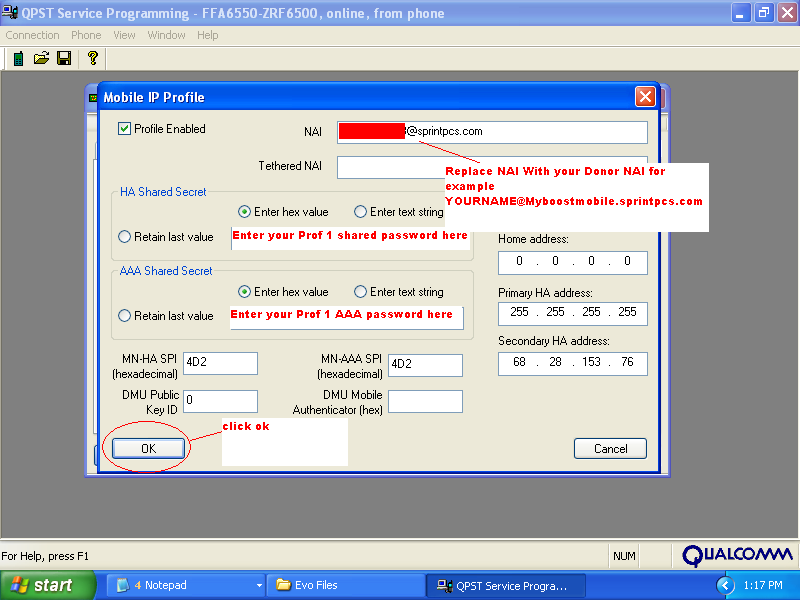 QPST Service Programming - FFA6550-ZRF6500, online, from phone
Connection Phone View Window Help
Mobile IP Profile
Profile Enabled
NAI
@sprintpcs.com
Tethered NAI
Replace NAI With your Donor NAI for
example
YOURNAME@Myboostmobile.sprintpcs.com
HA Shared Secret
Enter hex value Enter text string
Retain last value
Enter your Prof 1 shared password here
Home address:
0 . 0 . 0 . 0
AAA Shared Secret
Enter hex value Enter text string
Retain last value
Enter your Prof 1 AAA password here
Primary HA address:
255 . 255 . 255 . 255
Secondary HA address:
68 . 28 . 153 . 76
MN-HA SPI
(hexadecimal)
4D2
MN-AAA SPI
(hexadecimal)
4D2
DMU Public
Key ID
0
DMU Mobile
Authenticator (hex)
click ok
OK
Cancel
For Help, press F1
NUM
QUALCOMM
start
4 Notepad
Evo Files
QPST Service Progra...
1:17 PM